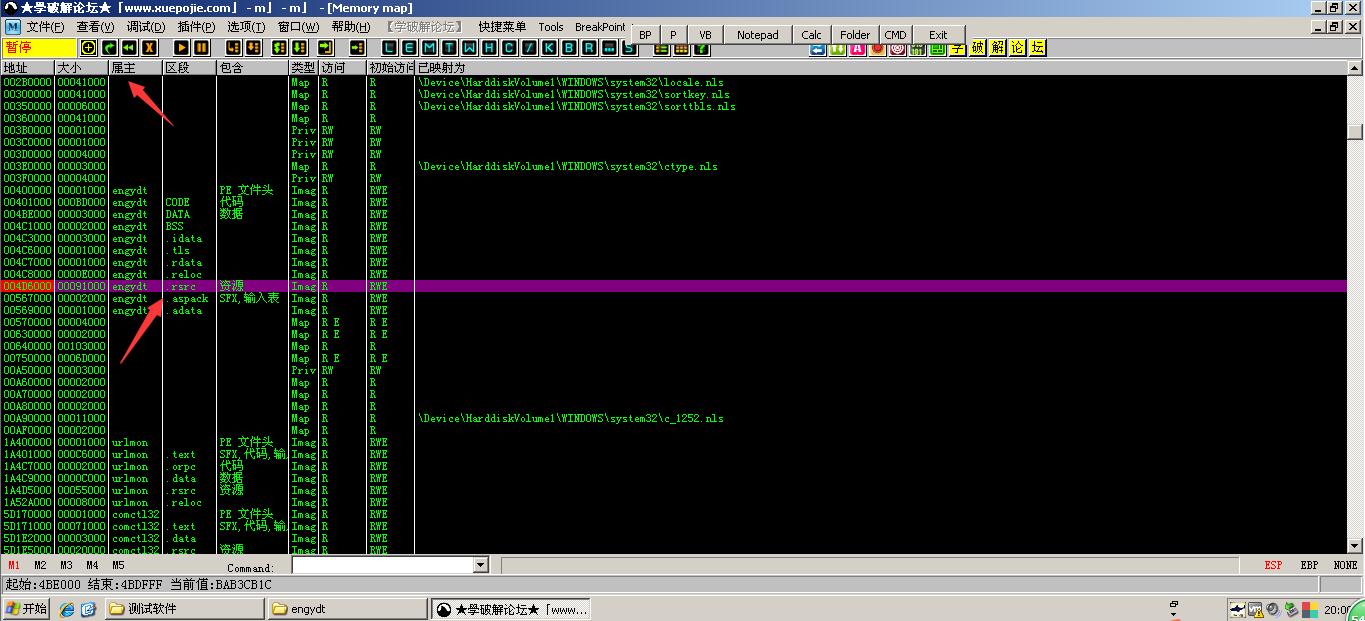 ★学破解论坛★「www.xuepojie.com」 - m」 - m」 - [Memory map]
文件(F) 查看(V) 调试(D) 插件(P) 选项(T) 窗口(W) 帮助(H) 【学破解论坛】 快捷菜单 Tools BreakPoint BP P VB Notepad Calc Folder CMD Exit
暂停 L E M T W H C / K B R ... S 字 破 解 论 坛
地址 大小 属主 区段 包含 类型 访问 初始访问 已映射为
002B0000 00041000 Map R R \Device\HarddiskVolume1\WINDOWS\system32\locale.nls
00300000 00041000 Map R R \Device\HarddiskVolume1\WINDOWS\system32\sortkey.nls
00350000 00006000 Map R R \Device\HarddiskVolume1\WINDOWS\system32\sorttbls.nls
00360000 00041000 Map R R
003B0000 00001000 Priv RW RW
003C0000 00001000 Priv RW RW
003D0000 00004000 Priv RW RW
003E0000 00003000 Map R R \Device\HarddiskVolume1\WINDOWS\system32\ctype.nls
003F0000 00004000 Priv RW RW
00400000 00001000 engydt PE 文件头 Imag R RWE
00401000 000BD000 engydt CODE 代码 Imag R RWE
004BE000 00003000 engydt DATA 数据 Imag R RWE
004C1000 00002000 engydt BSS Imag R RWE
004C3000 00003000 engydt .idata Imag R RWE
004C6000 00001000 engydt .tls Imag R RWE
004C7000 00001000 engydt .rdata Imag R RWE
004C8000 0000E000 engydt .reloc Imag R RWE
004D6000 00091000 engydt .rsrc 资源 Imag R RWE
00567000 00002000 engydt .aspack SFX,输入表 Imag R RWE
00569000 00001000 engydt .adata Imag R RWE
00570000 00004000 Map R E R E
00630000 00002000 Map R E R E
00640000 00103000 Map R R
00750000 0006D000 Map R E R E
00A50000 00003000 Priv RW RW
00A60000 00002000 Map R R
00A70000 00002000 Map R R
00A80000 00002000 Map R R
00A90000 00011000 Map R R \Device\HarddiskVolume1\WINDOWS\system32\c_1252.nls
00AF0000 00002000 Map R R
1A400000 00001000 urlmon PE 文件头 Imag R RWE
1A401000 000C6000 urlmon .text SFX,代码,输 Imag R RWE
1A4C7000 00002000 urlmon .orpc 代码 Imag R RWE
1A4C9000 0000C000 urlmon .data 数据 Imag R RWE
1A4D5000 00055000 urlmon .rsrc 资源 Imag R RWE
1A52A000 00008000 urlmon .reloc Imag R RWE
5D170000 00001000 comctl32 PE 文件头 Imag R RWE
5D171000 00071000 comctl32 .text SFX,代码,输 Imag R RWE
5D1E2000 00003000 comctl32 .data Imag R RWE
5D1E5000 00020000 comctl32 .rsrc 资源 Imag R RWE
M1 M2 M3 M4 M5 Command: ESP EBP NONE
起始:4BE000 结束:4BDFFF 当前值:BAB3CB1C
开始 测试软件 engydt ★学破解论坛★「www... 20:00